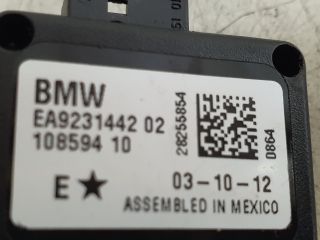 BMW
EA9231442 02
108594 10
28255854
0864
E★ 03-10-12
ASSEMBLED IN MEXICO